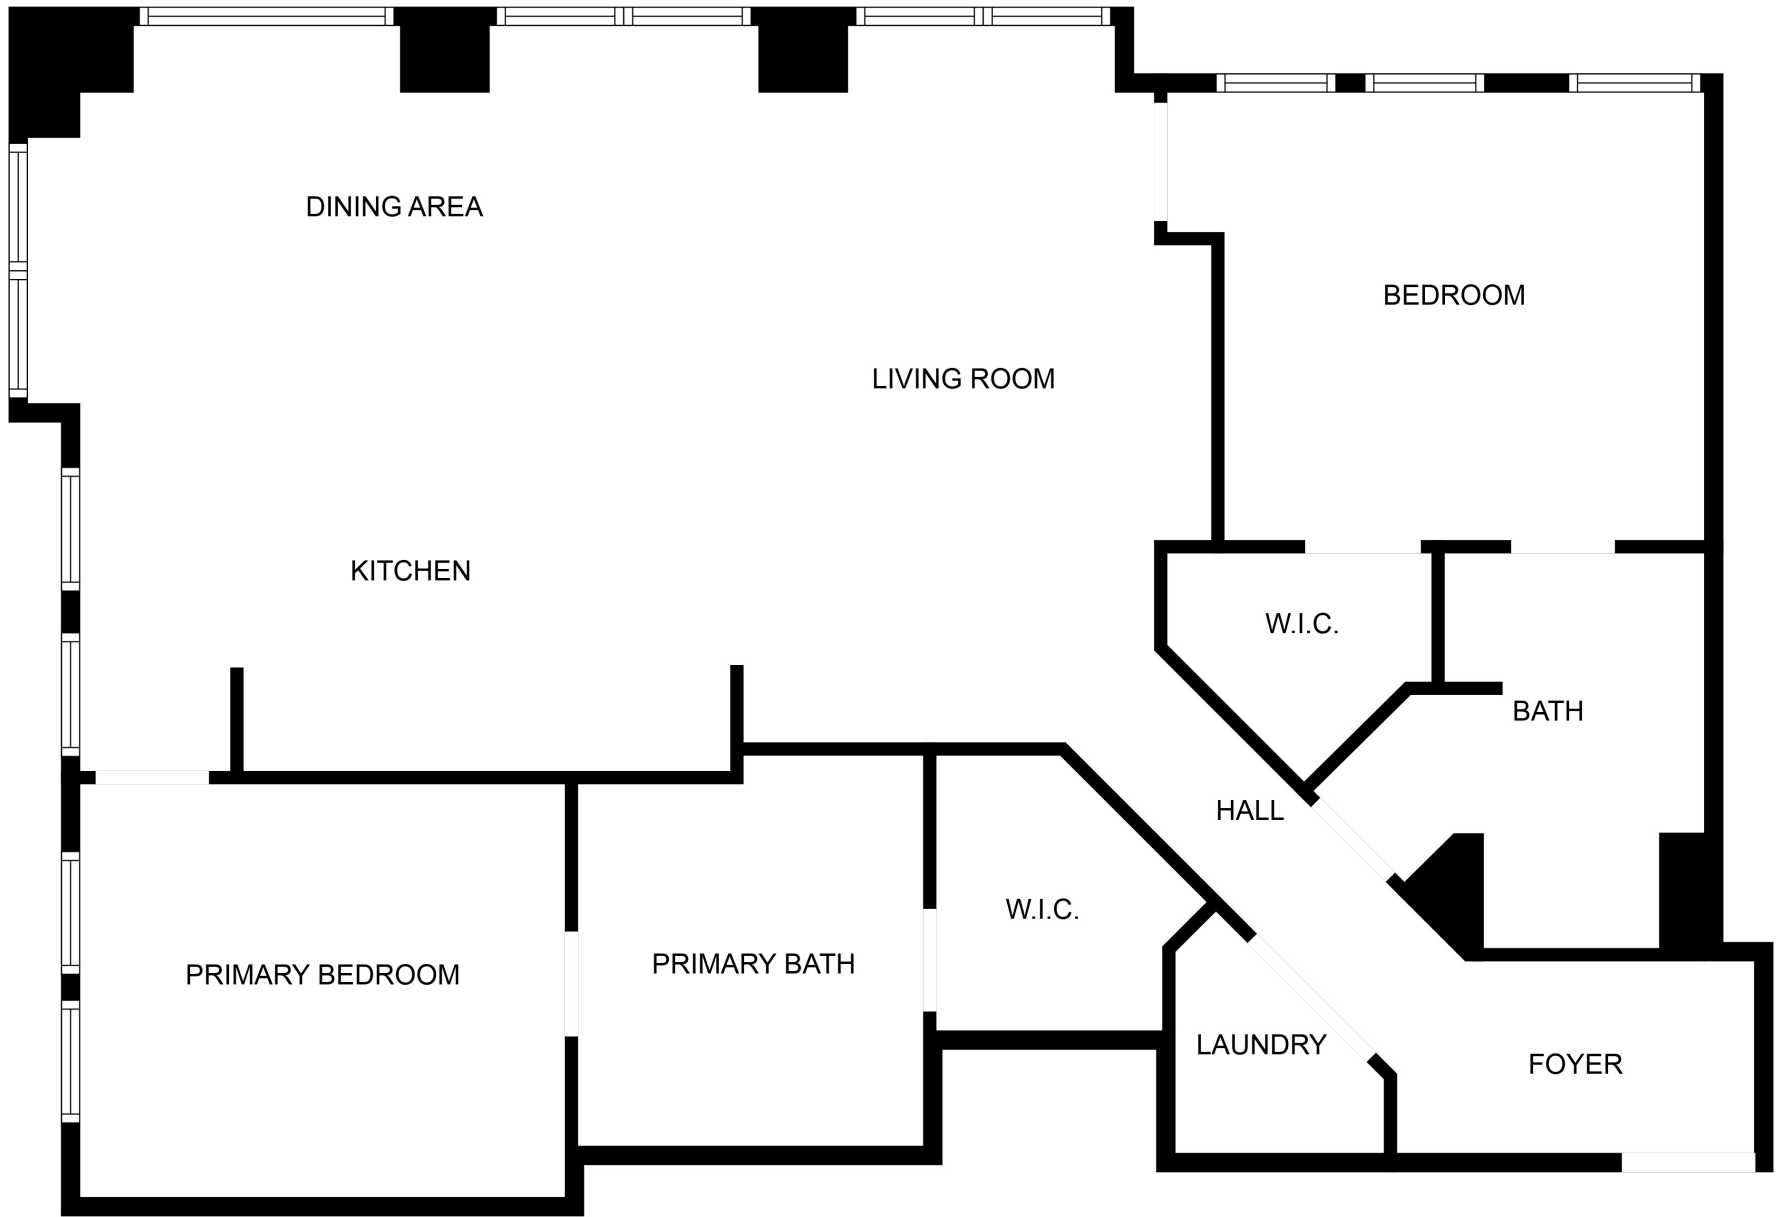 DINING AREA
BEDROOM
LIVING ROOM
KITCHEN
W.I.C.
BATH
HALL
W.I.C.
PRIMARY BATH
PRIMARY BEDROOM
LAUNDRY
FOYER